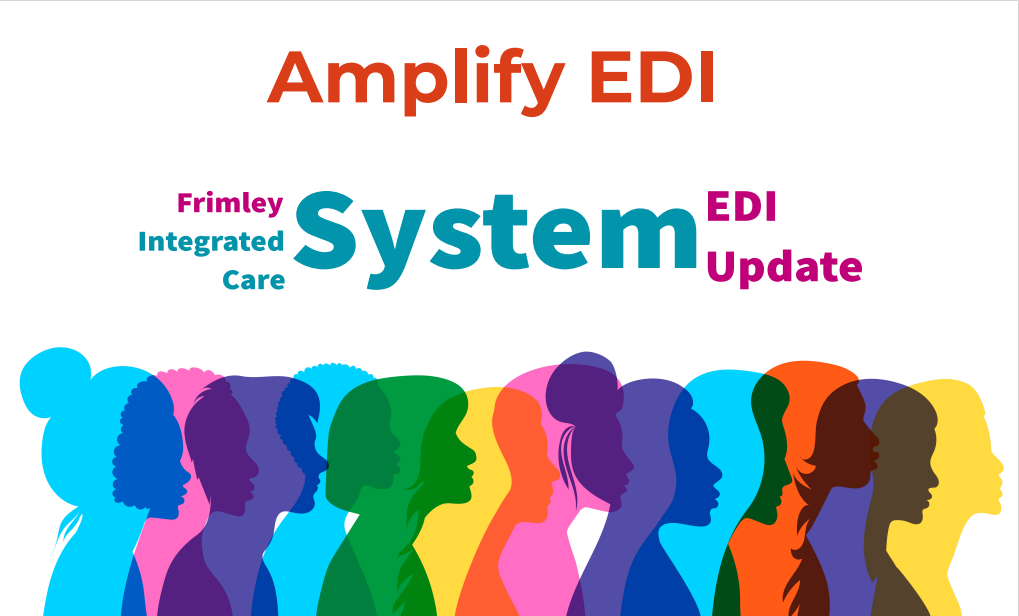 Amplify EDI
Frimley
Integrated
Care
System
EDI
Update